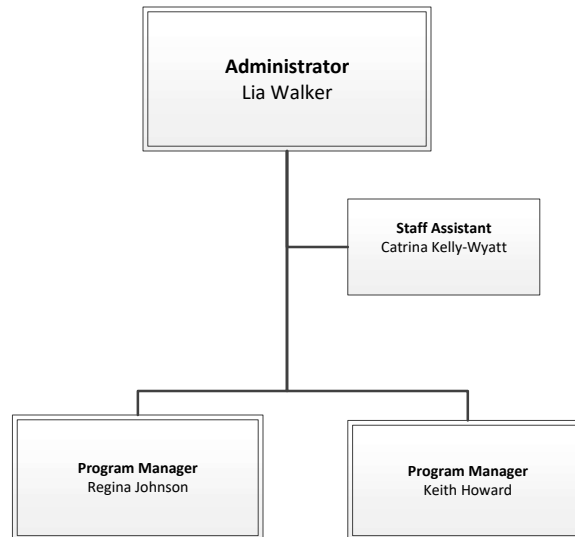 Administrator
Lia Walker
Staff Assistant
Catrina Kelly-Wyatt
Program Manager
Regina Johnson
Program Manager
Keith Howard